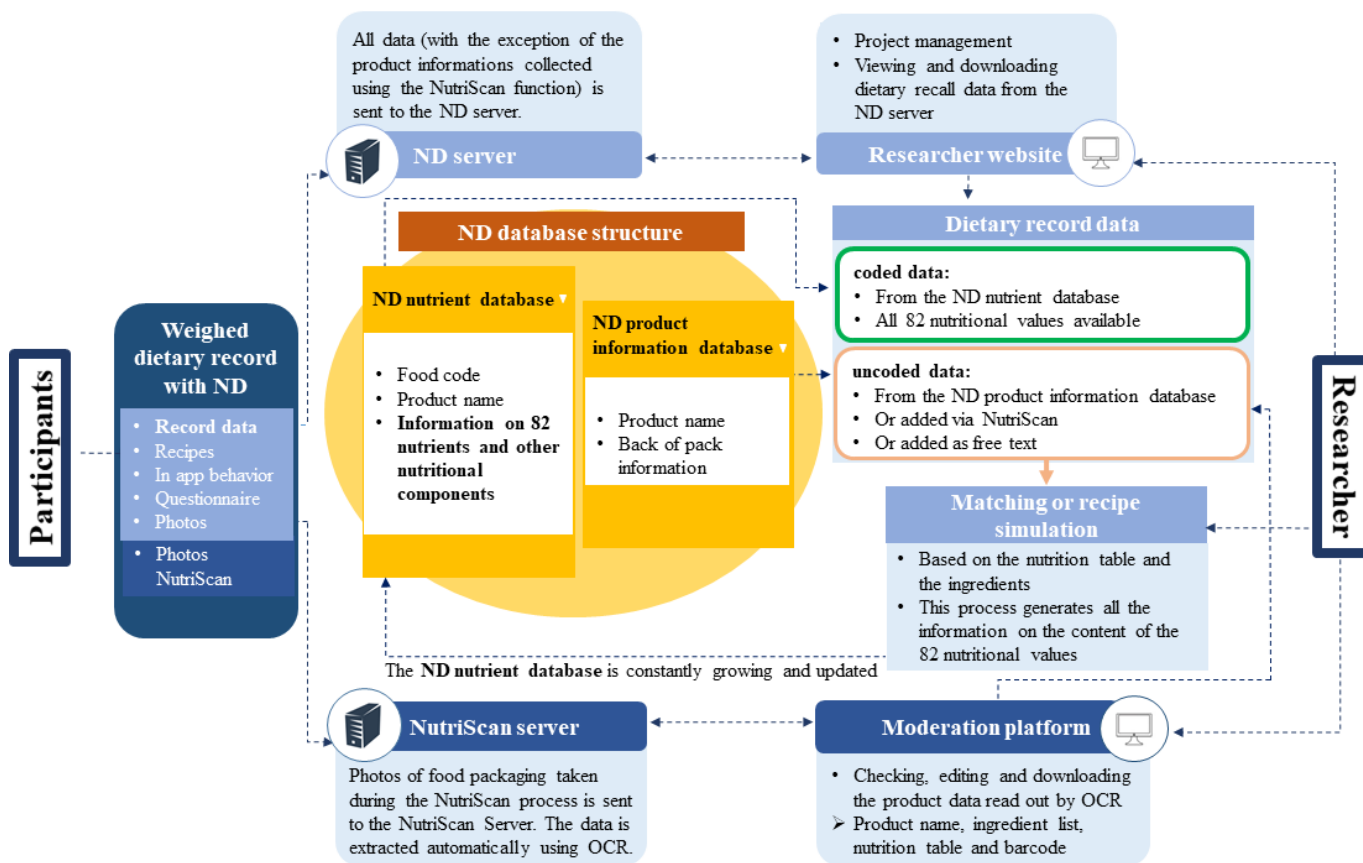 All data (with the exception of the
product informations collected
using the NutriScan function) is
sent to the ND server.
ND server
• Project management
• Viewing and downloading
dietary recall data from the
ND server
Researcher website
Participants
Weighed
dietary record
with ND
• Record data
• Recipes
• In app behavior
• Questionnaire
• Photos
• Photos
NutriScan
ND database structure
ND nutrient database
• Food code
• Product name
• Information on 82
nutrients and other
nutritional
components
ND product
information database
• Product name
• Back of pack
information
Dietary record data
coded data:
• From the ND nutrient database
• All 82 nutritional values available
uncoded data:
• From the ND product information database
• Or added via NutriScan
• Or added as free text
Matching or recipe
simulation
• Based on the nutrition table and
the ingredients
• This process generates all the
information on the content of the
82 nutritional values
Researcher
The ND nutrient database is constantly growing and updated
NutriScan server
Photos of food packaging taken
during the NutriScan process is sent
to the NutriScan Server. The data is
extracted automatically using OCR.
Moderation platform
• Checking, editing and downloading
the product data read out by OCR
➢ Product name, ingredient list,
nutrition table and barcode